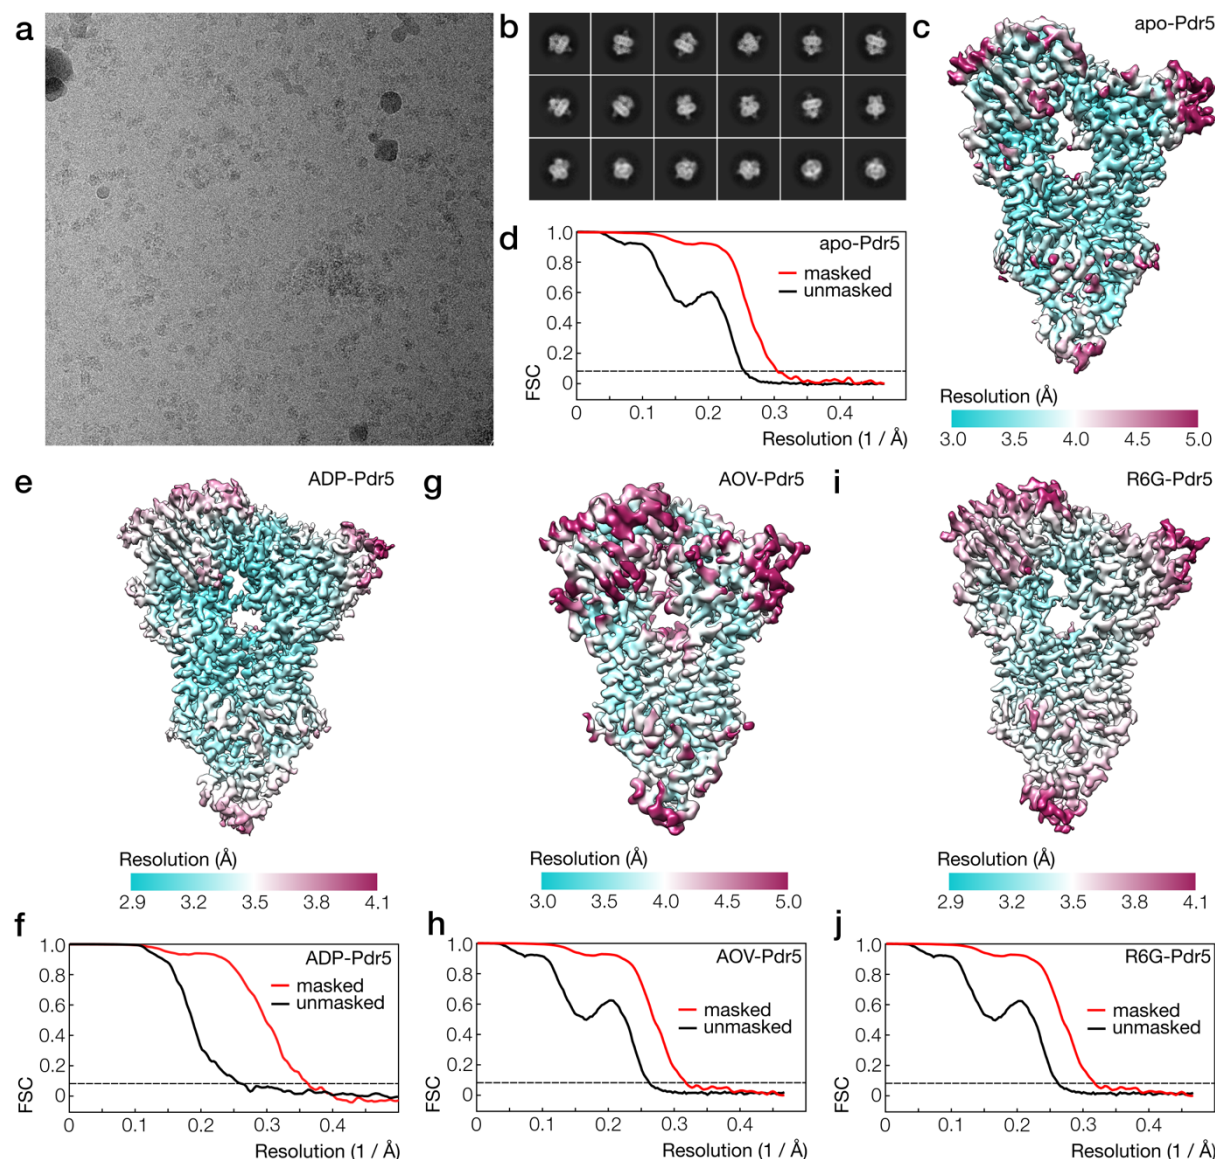 a
b
c
apo-Pdr5
d
1.0
0.8
0.6
0.4
0.2
0
FSC
apo-Pdr5
masked
unmasked
0 0.1 0.2 0.3 0.4
Resolution (1 / Å)
Resolution (Å)
3.0 3.5 4.0 4.5 5.0
e
ADP-Pdr5
g
AOV-Pdr5
i
R6G-Pdr5
Resolution (Å)
2.9 3.2 3.5 3.8 4.1
Resolution (Å)
3.0 3.5 4.0 4.5 5.0
Resolution (Å)
2.9 3.2 3.5 3.8 4.1
f
1.0
0.8
0.6
0.4
0.2
0
FSC
ADP-Pdr5
masked
unmasked
0 0.1 0.2 0.3 0.4
Resolution (1 / Å)
h
1.0
0.8
0.6
0.4
0.2
0
FSC
AOV-Pdr5
masked
unmasked
0 0.1 0.2 0.3 0.4
Resolution (1 / Å)
j
1.0
0.8
0.6
0.4
0.2
0
FSC
R6G-Pdr5
masked
unmasked
0 0.1 0.2 0.3 0.4
Resolution (1 / Å)